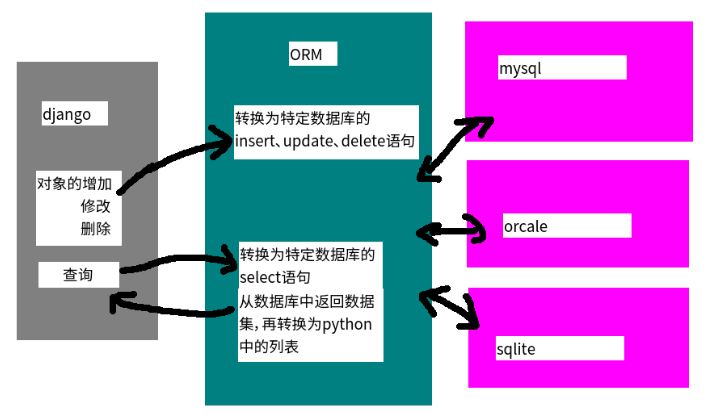 django
对象的增加
修改
删除
查询
ORM
转换为特定数据库的
insert、update、delete语句
转换为特定数据库的
select语句
从数据库中返回数据
集,再转换为python
中的列表
mysql
orcale
sqlite